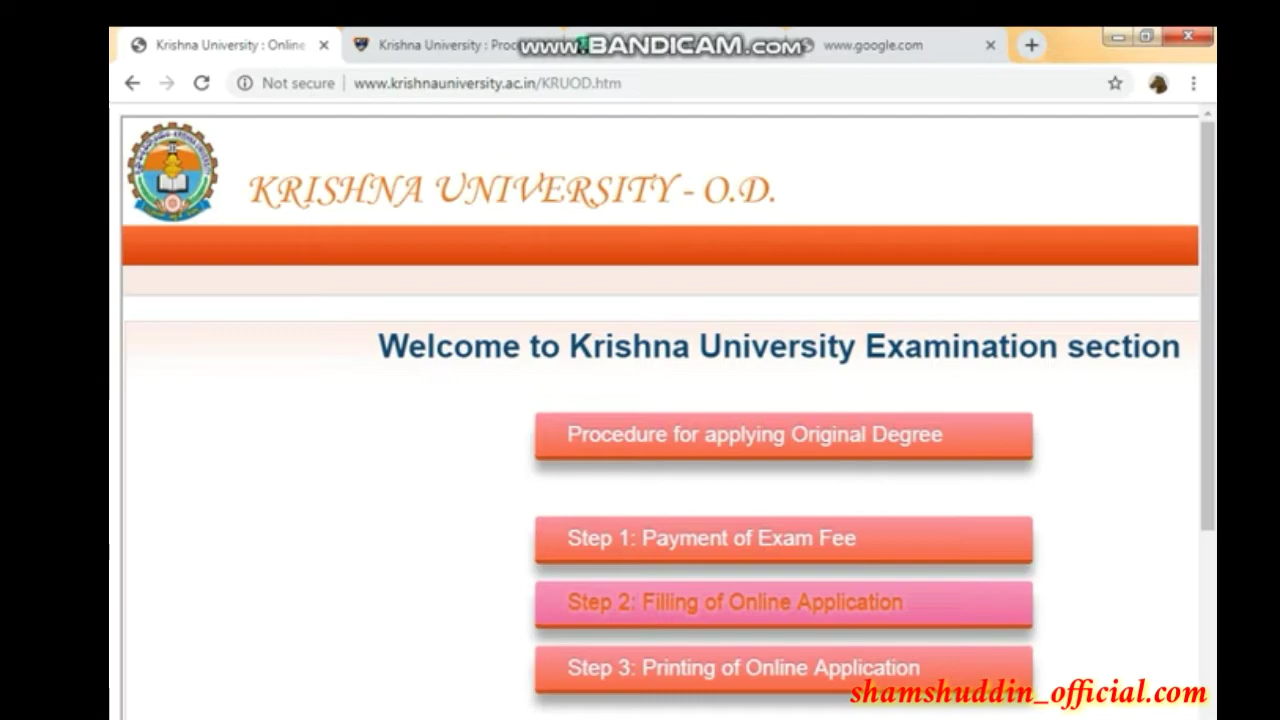 Krishna University : Online
Krishna University : Proc
www.BANDICAM.com
www.google.com
Not secure
www.krishnauniversity.ac.in/KRUOD.htm
KRISHNA UNIVERSITY - O.D.
Welcome to Krishna University Examination section
Procedure for applying Original Degree
Step 1: Payment of Exam Fee
Step 2: Filling of Online Application
Step 3: Printing of Online Application
shamshuddin_official.com